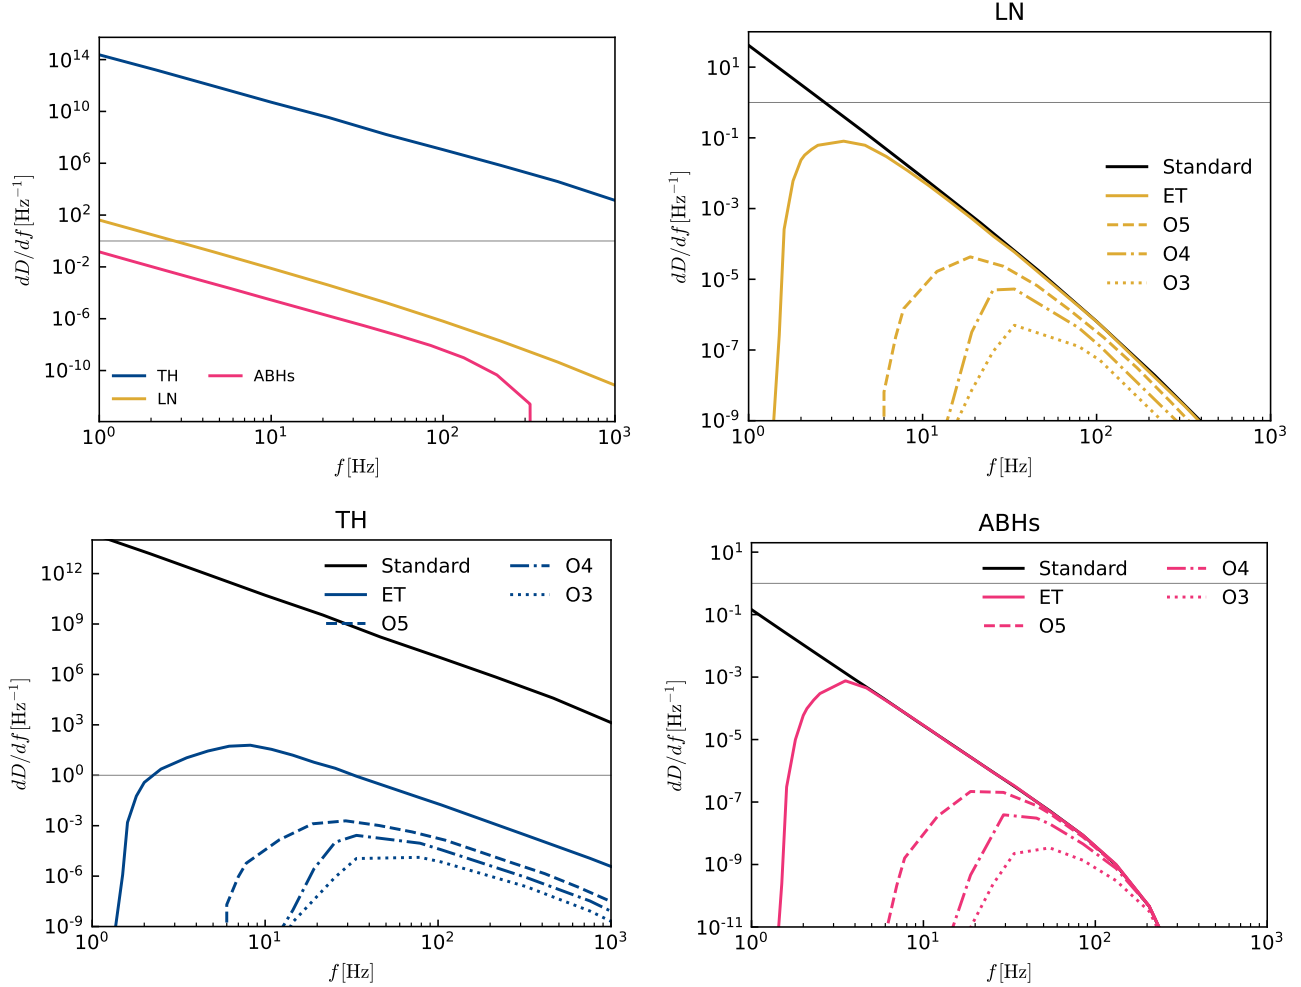 10^14
10^10
10^6
10^2
10^-2
10^-6
10^-10
dD/df [Hz^-1]
TH
LN
ABHs
10^0
10^1
10^2
10^3
f [Hz]
LN
10^1
10^-1
10^-3
10^-5
10^-7
10^-9
dD/df [Hz^-1]
Standard
ET
O5
O4
O3
10^0
10^1
10^2
10^3
f [Hz]
TH
10^12
10^9
10^6
10^3
10^0
10^-3
10^-6
10^-9
dD/df [Hz^-1]
Standard
ET
O5
O4
O3
10^0
10^1
10^2
10^3
f [Hz]
ABHs
10^1
10^-1
10^-3
10^-5
10^-7
10^-9
10^-11
dD/df [Hz^-1]
Standard
ET
O5
O4
O3
10^0
10^1
10^2
10^3
f [Hz]